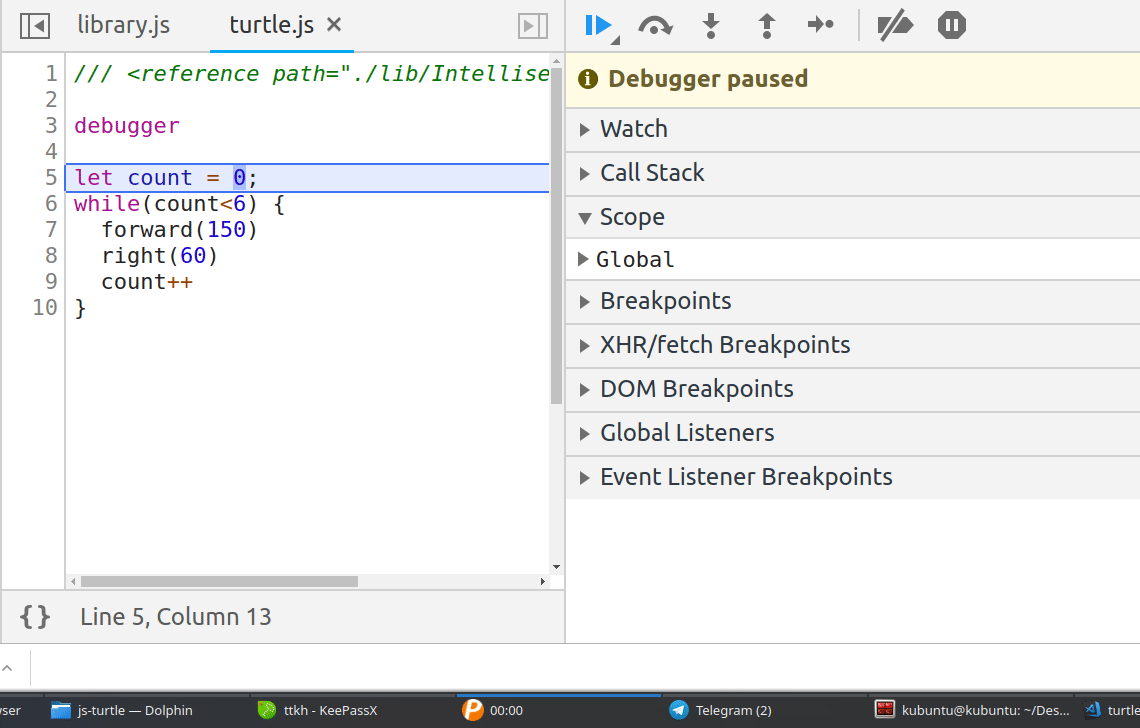 library.js
turtle.js ✕
1 /// <reference path="./lib/Intellise
2
3 debugger
4
5 let count = 0;
6 while(count<6) {
7   forward(150)
8   right(60)
9   count++
10 }
{ } Line 5, Column 13
Debugger paused
Watch
Call Stack
Scope
Global
Breakpoints
XHR/fetch Breakpoints
DOM Breakpoints
Global Listeners
Event Listener Breakpoints
ser
js-turtle — Dolphin
ttkh - KeePassX
00:00
Telegram (2)
kubuntu@kubuntu: ~/Des...
turtle